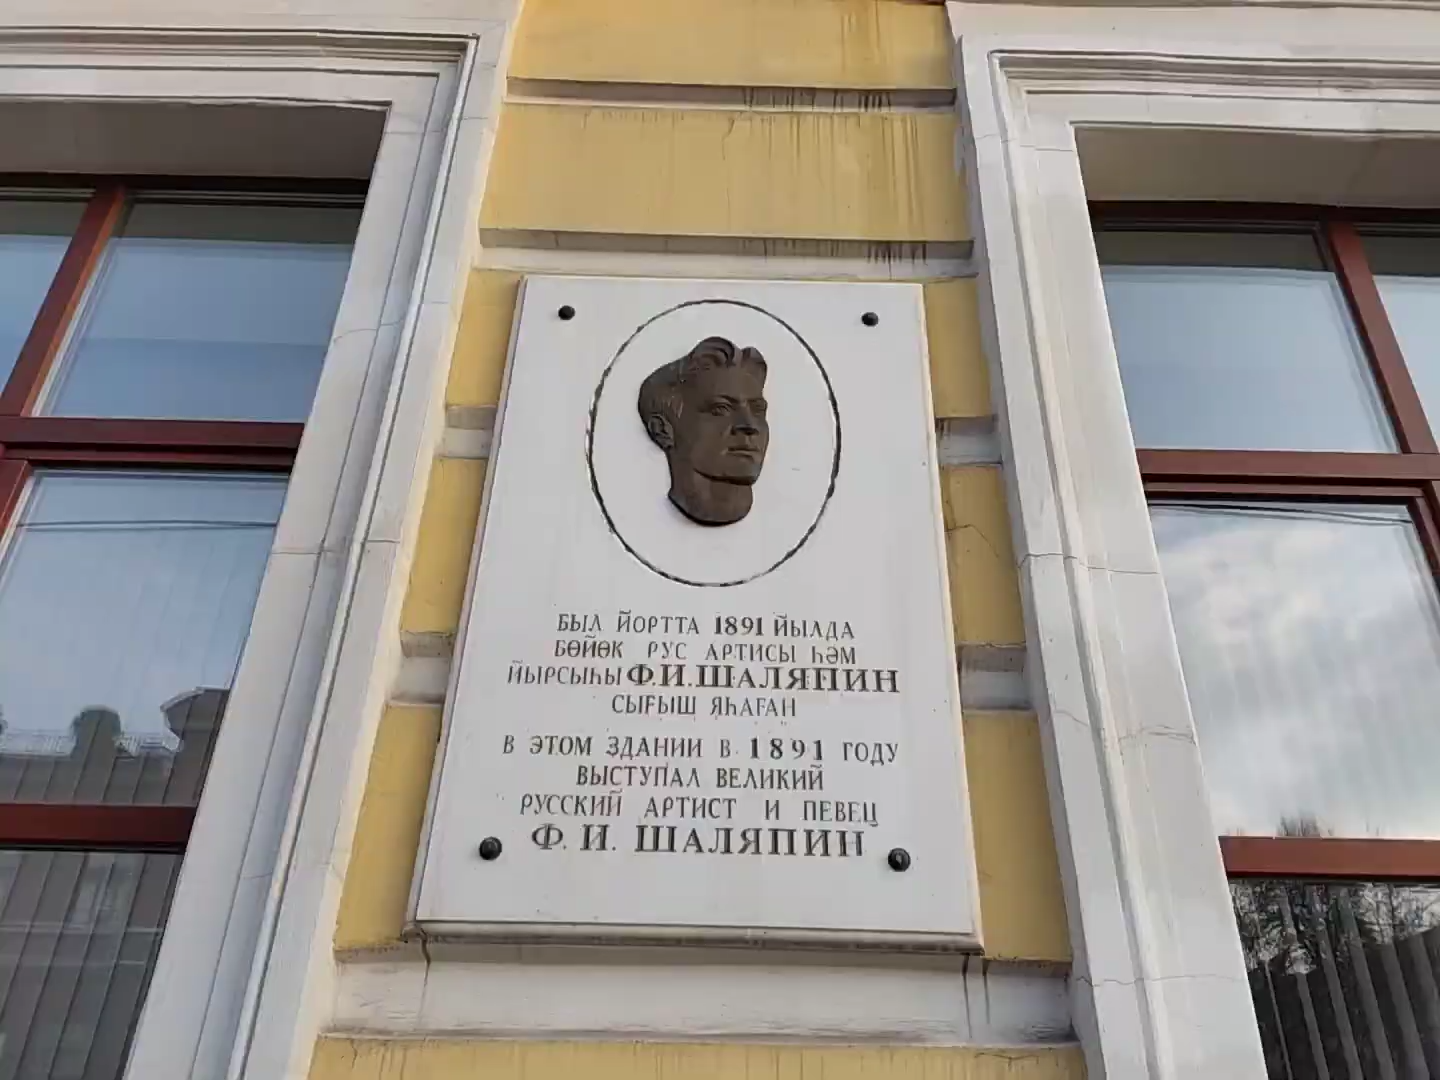 БЫЛ ЙОРТТА 1891 ЙЫЛДА
БӨЙӨК РУС АРТИСЫ ҺӘМ
ЙЫРСЫҺЫ Ф.И.ШАЛЯПИН
СЫҒЫШ ЯҺАҒАН
В ЭТОМ ЗДАНИИ В 1891 ГОДУ
ВЫСТУПАЛ ВЕЛИКИЙ
РУССКИЙ АРТИСТ И ПЕВЕЦ
Ф. И. ШАЛЯПИН